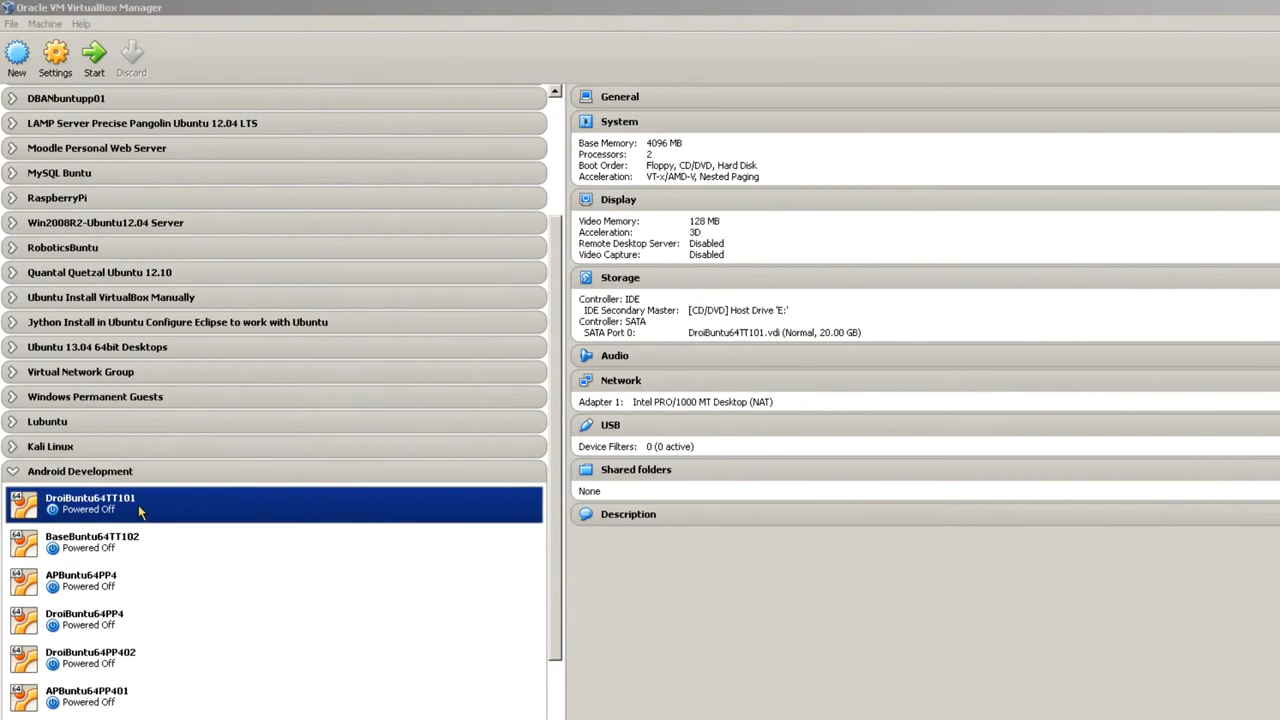 Oracle VM VirtualBox Manager
File Machine Help
New Settings Start Discard
DBANbuntupp01
LAMP Server Precise Pangolin Ubuntu 12.04 LTS
Moodle Personal Web Server
MySQL Buntu
RaspberryPi
Win2008R2-Ubuntu12.04 Server
RoboticsBuntu
Quantal Quetzal Ubuntu 12.10
Ubuntu Install VirtualBox Manually
Jython Install in Ubuntu Configure Eclipse to work with Ubuntu
Ubuntu 13.04 64bit Desktops
Virtual Network Group
Windows Permanent Guests
Lubuntu
Kali Linux
Android Development
64
DroiBuntu64TT101
Powered Off
64
BaseBuntu64TT102
Powered Off
64
APBuntu64PP4
Powered Off
64
DroiBuntu64PP4
Powered Off
64
DroiBuntu64PP402
Powered Off
64
APBuntu64PP401
Powered Off
General
System
Base Memory: 4096 MB
Processors: 2
Boot Order: Floppy, CD/DVD, Hard Disk
Acceleration: VT-x/AMD-V, Nested Paging
Display
Video Memory: 128 MB
Acceleration: 3D
Remote Desktop Server: Disabled
Video Capture: Disabled
Storage
Controller: IDE
IDE Secondary Master: [CD/DVD] Host Drive 'E:'
Controller: SATA
SATA Port 0: DroiBuntu64TT101.vdi (Normal, 20.00 GB)
Audio
Network
Adapter 1: Intel PRO/1000 MT Desktop (NAT)
USB
Device Filters: 0 (0 active)
Shared folders
None
Description